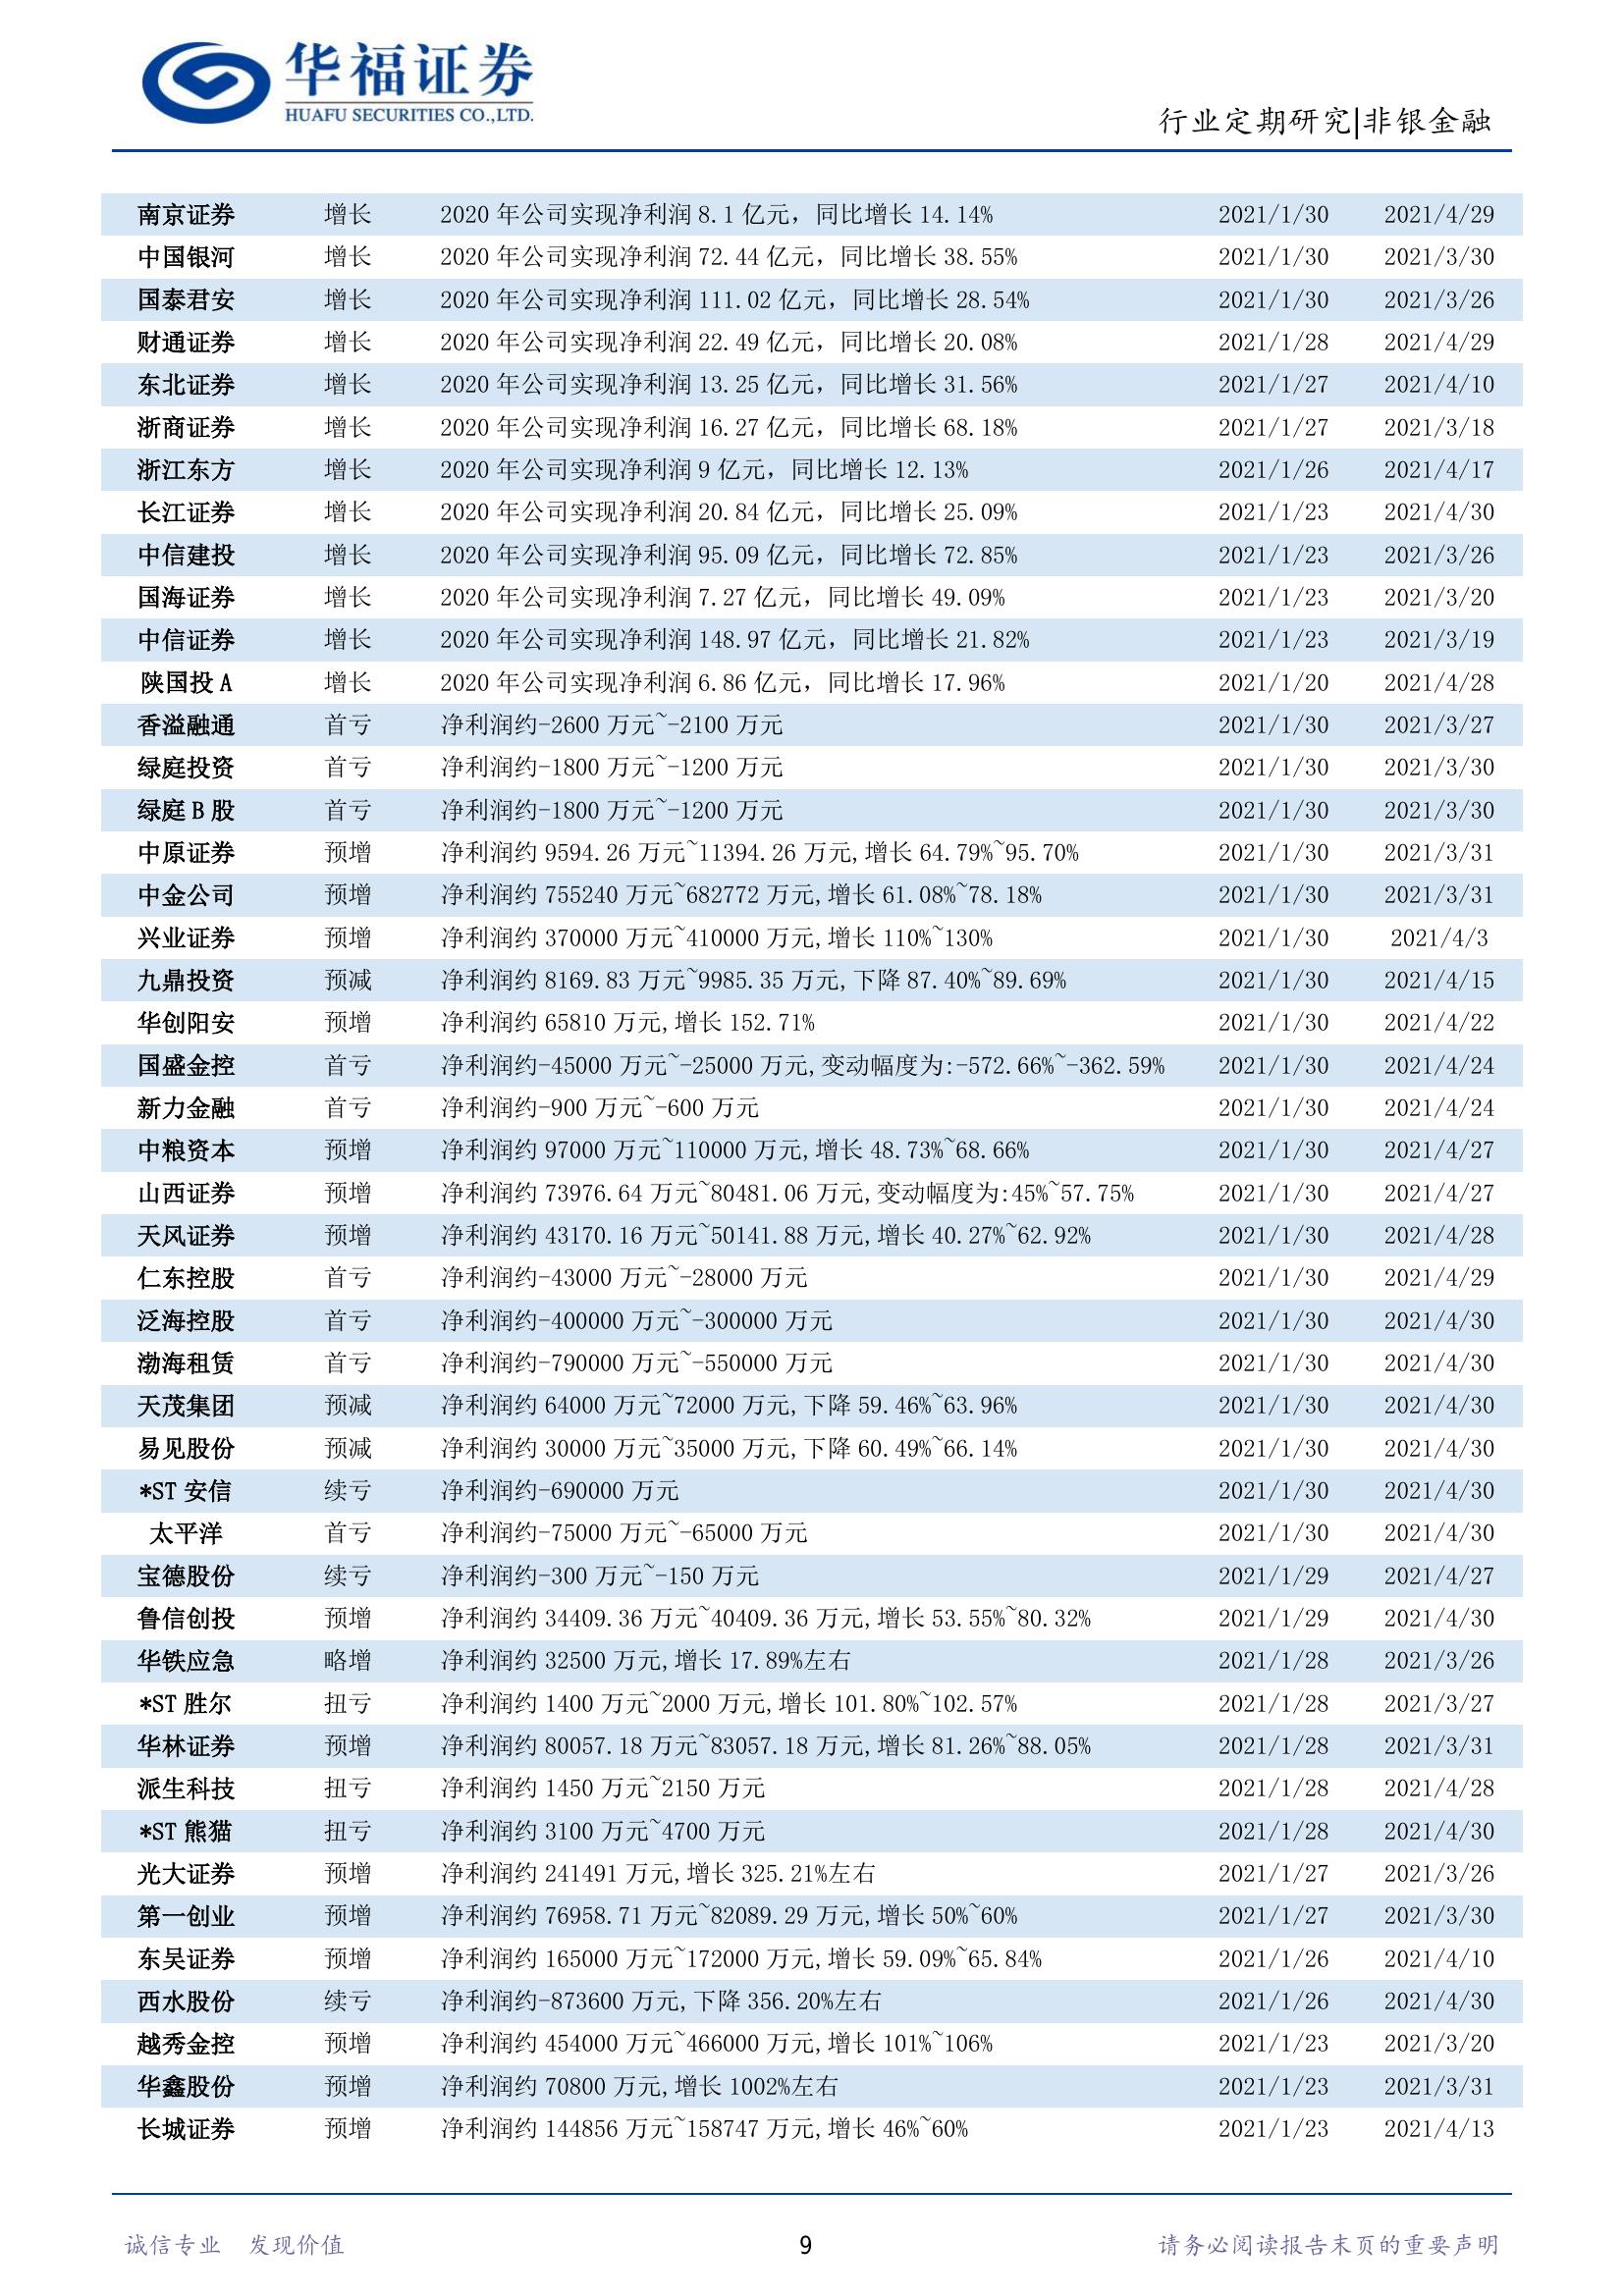 华福证券
HUAFU SECURITIES CO.,LTD.
行业定期研究|非银金融
南京证券 增长 2020 年公司实现净利润 8.1 亿元，同比增长 14.14% 2021/1/30 2021/4/29
中国银河 增长 2020 年公司实现净利润 72.44 亿元，同比增长 38.55% 2021/1/30 2021/3/30
国泰君安 增长 2020 年公司实现净利润 111.02 亿元，同比增长 28.54% 2021/1/30 2021/3/26
财通证券 增长 2020 年公司实现净利润 22.49 亿元，同比增长 20.08% 2021/1/28 2021/4/29
东北证券 增长 2020 年公司实现净利润 13.25 亿元，同比增长 31.56% 2021/1/27 2021/4/10
浙商证券 增长 2020 年公司实现净利润 16.27 亿元，同比增长 68.18% 2021/1/27 2021/3/18
浙江东方 增长 2020 年公司实现净利润 9 亿元，同比增长 12.13% 2021/1/26 2021/4/17
长江证券 增长 2020 年公司实现净利润 20.84 亿元，同比增长 25.09% 2021/1/23 2021/4/30
中信建投 增长 2020 年公司实现净利润 95.09 亿元，同比增长 72.85% 2021/1/23 2021/3/26
国海证券 增长 2020 年公司实现净利润 7.27 亿元，同比增长 49.09% 2021/1/23 2021/3/20
中信证券 增长 2020 年公司实现净利润 148.97 亿元，同比增长 21.82% 2021/1/23 2021/3/19
陕国投 A 增长 2020 年公司实现净利润 6.86 亿元，同比增长 17.96% 2021/1/20 2021/4/28
香溢融通 首亏 净利润约-2600 万元~-2100 万元 2021/1/30 2021/3/27
绿庭投资 首亏 净利润约-1800 万元~-1200 万元 2021/1/30 2021/3/30
绿庭 B 股 首亏 净利润约-1800 万元~-1200 万元 2021/1/30 2021/3/30
中原证券 预增 净利润约 9594.26 万元~11394.26 万元,增长 64.79%~95.70% 2021/1/30 2021/3/31
中金公司 预增 净利润约 755240 万元~682772 万元,增长 61.08%~78.18% 2021/1/30 2021/3/31
兴业证券 预增 净利润约 370000 万元~410000 万元,增长 110%~130% 2021/1/30 2021/4/3
九鼎投资 预减 净利润约 8169.83 万元~9985.35 万元,下降 87.40%~89.69% 2021/1/30 2021/4/15
华创阳安 预增 净利润约 65810 万元,增长 152.71% 2021/1/30 2021/4/22
国盛金控 首亏 净利润约-45000 万元~-25000 万元,变动幅度为:-572.66%~-362.59% 2021/1/30 2021/4/24
新力金融 首亏 净利润约-900 万元~-600 万元 2021/1/30 2021/4/24
中粮资本 预增 净利润约 97000 万元~110000 万元,增长 48.73%~68.66% 2021/1/30 2021/4/27
山西证券 预增 净利润约 73976.64 万元~80481.06 万元,变动幅度为:45%~57.75% 2021/1/30 2021/4/27
天风证券 预增 净利润约 43170.16 万元~50141.88 万元,增长 40.27%~62.92% 2021/1/30 2021/4/28
仁东控股 首亏 净利润约-43000 万元~-28000 万元 2021/1/30 2021/4/29
泛海控股 首亏 净利润约-400000 万元~-300000 万元 2021/1/30 2021/4/30
渤海租赁 首亏 净利润约-790000 万元~-550000 万元 2021/1/30 2021/4/30
天茂集团 预减 净利润约 64000 万元~72000 万元,下降 59.46%~63.96% 2021/1/30 2021/4/30
易见股份 预减 净利润约 30000 万元~35000 万元,下降 60.49%~66.14% 2021/1/30 2021/4/30
*ST 安信 续亏 净利润约-690000 万元 2021/1/30 2021/4/30
太平洋 首亏 净利润约-75000 万元~-65000 万元 2021/1/30 2021/4/30
宝德股份 续亏 净利润约-300 万元~-150 万元 2021/1/29 2021/4/27
鲁信创投 预增 净利润约 34409.36 万元~40409.36 万元,增长 53.55%~80.32% 2021/1/29 2021/4/30
华铁应急 略增 净利润约 32500 万元,增长 17.89%左右 2021/1/28 2021/3/26
*ST 胜尔 扭亏 净利润约 1400 万元~2000 万元,增长 101.80%~102.57% 2021/1/28 2021/3/27
华林证券 预增 净利润约 80057.18 万元~83057.18 万元,增长 81.26%~88.05% 2021/1/28 2021/3/31
派生科技 扭亏 净利润约 1450 万元~2150 万元 2021/1/28 2021/4/28
*ST 熊猫 扭亏 净利润约 3100 万元~4700 万元 2021/1/28 2021/4/30
光大证券 预增 净利润约 241491 万元,增长 325.21%左右 2021/1/27 2021/3/26
第一创业 预增 净利润约 76958.71 万元~82089.29 万元,增长 50%~60% 2021/1/27 2021/3/30
东吴证券 预增 净利润约 165000 万元~172000 万元,增长 59.09%~65.84% 2021/1/26 2021/4/10
西水股份 续亏 净利润约-873600 万元,下降 356.20%左右 2021/1/26 2021/4/30
越秀金控 预增 净利润约 454000 万元~466000 万元,增长 101%~106% 2021/1/23 2021/3/20
华鑫股份 预增 净利润约 70800 万元,增长 1002%左右 2021/1/23 2021/3/31
长城证券 预增 净利润约 144856 万元~158747 万元,增长 46%~60% 2021/1/23 2021/4/13
诚信专业 发现价值 9 请务必阅读报告末页的重要声明